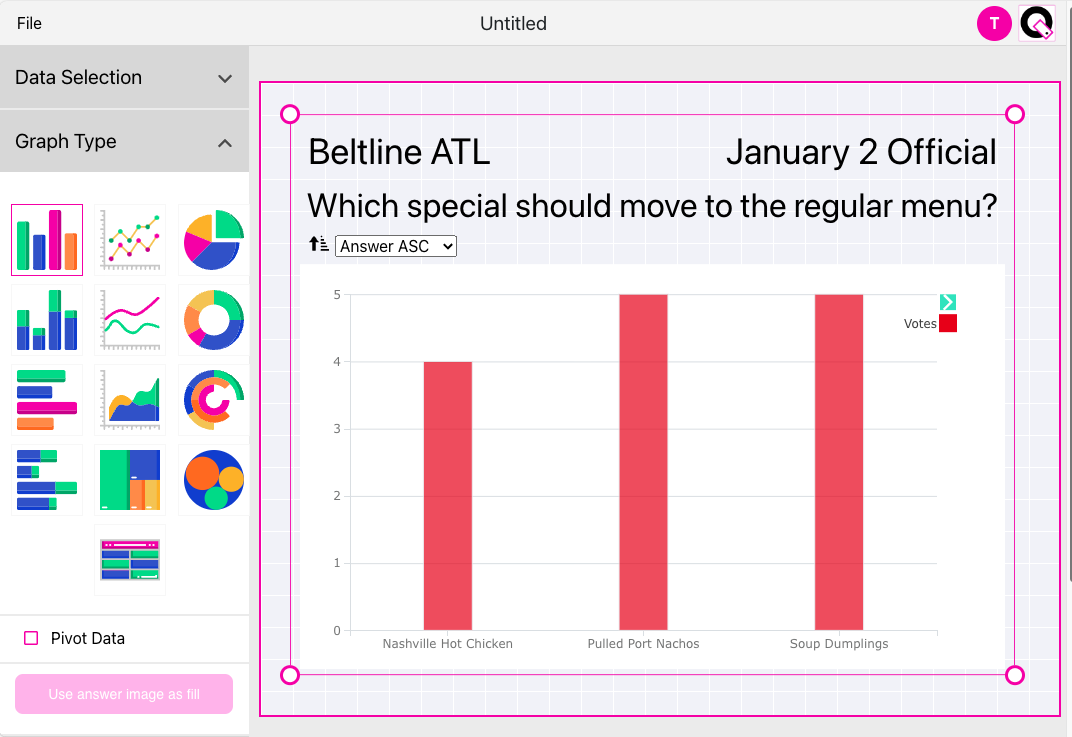 File
Untitled
T
Data Selection
Graph Type
Pivot Data
Use answer image as fill
Beltline ATL
January 2 Official
Which special should move to the regular menu?
Answer ASC
Votes
5
4
3
2
1
0
Nashville Hot Chicken
Pulled Port Nachos
Soup Dumplings